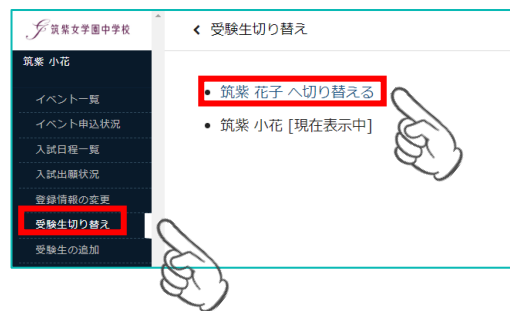 筑紫女学園中学校
筑紫 小花
イベント一覧
イベント申込状況
入試日程一覧
入試出願状況
登録情報の変更
受験生切り替え
受験生の追加
受験生切り替え
筑紫 花子 へ切り替える
筑紫 小花 [現在表示中]